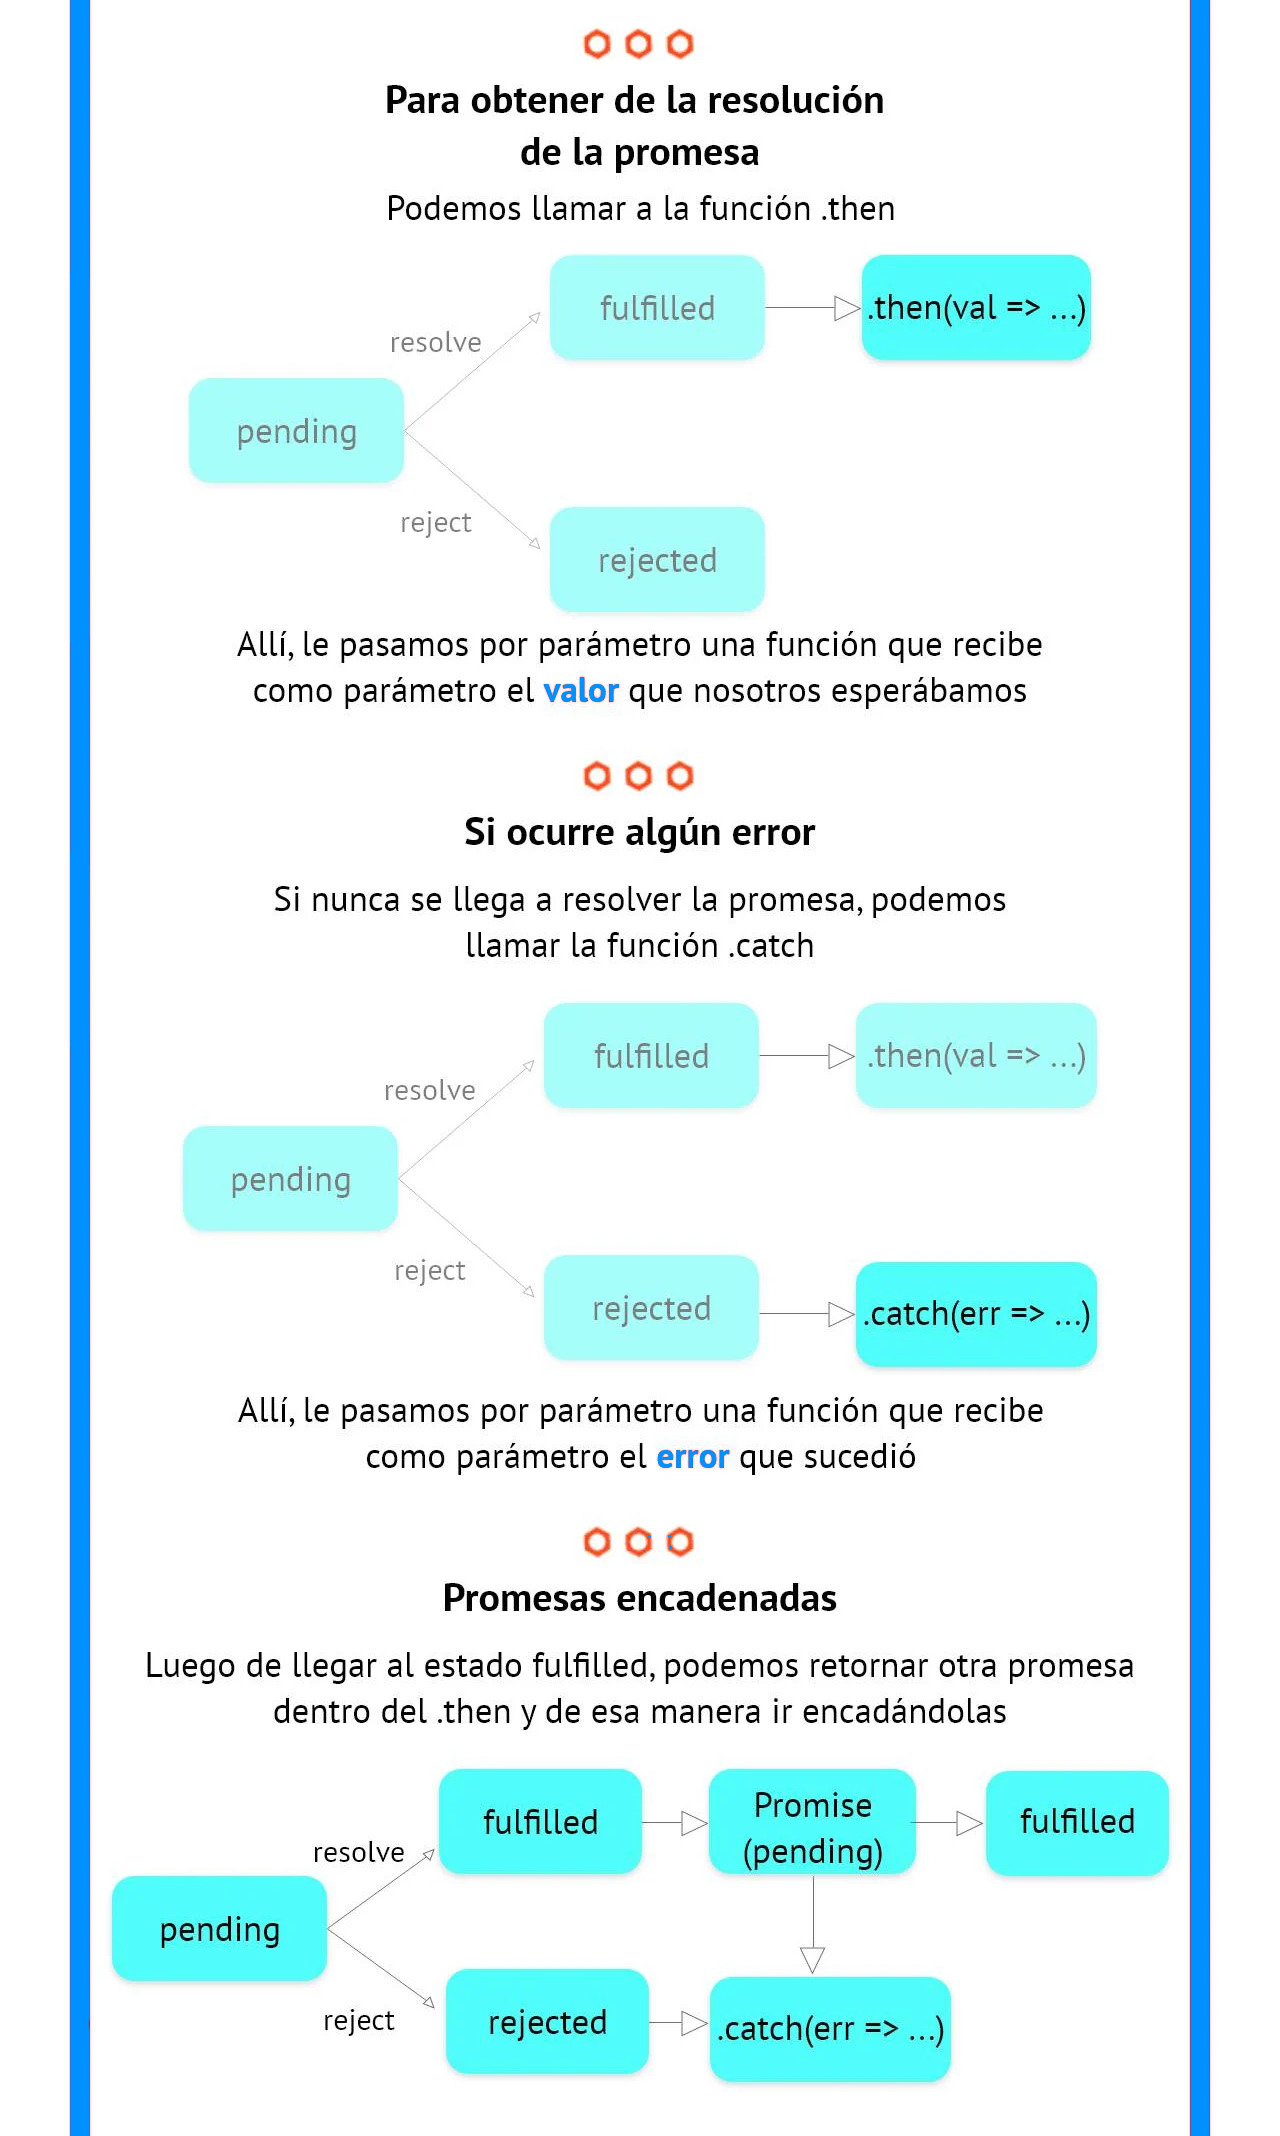 Para obtener de la resolución
de la promesa
Podemos llamar a la función .then
fulfilled
.then(val => ...)
resolve
pending
reject
rejected
Allí, le pasamos por parámetro una función que recibe
como parámetro el valor que nosotros esperábamos
Si ocurre algún error
Si nunca se llega a resolver la promesa, podemos
llamar la función .catch
fulfilled
.then(val => ...)
resolve
pending
reject
rejected
.catch(err => ...)
Allí, le pasamos por parámetro una función que recibe
como parámetro el error que sucedió
Promesas encadenadas
Luego de llegar al estado fulfilled, podemos retornar otra promesa
dentro del .then y de esa manera ir encadándolas
fulfilled
Promise
(pending)
fulfilled
resolve
pending
reject
rejected
.catch(err => ...)